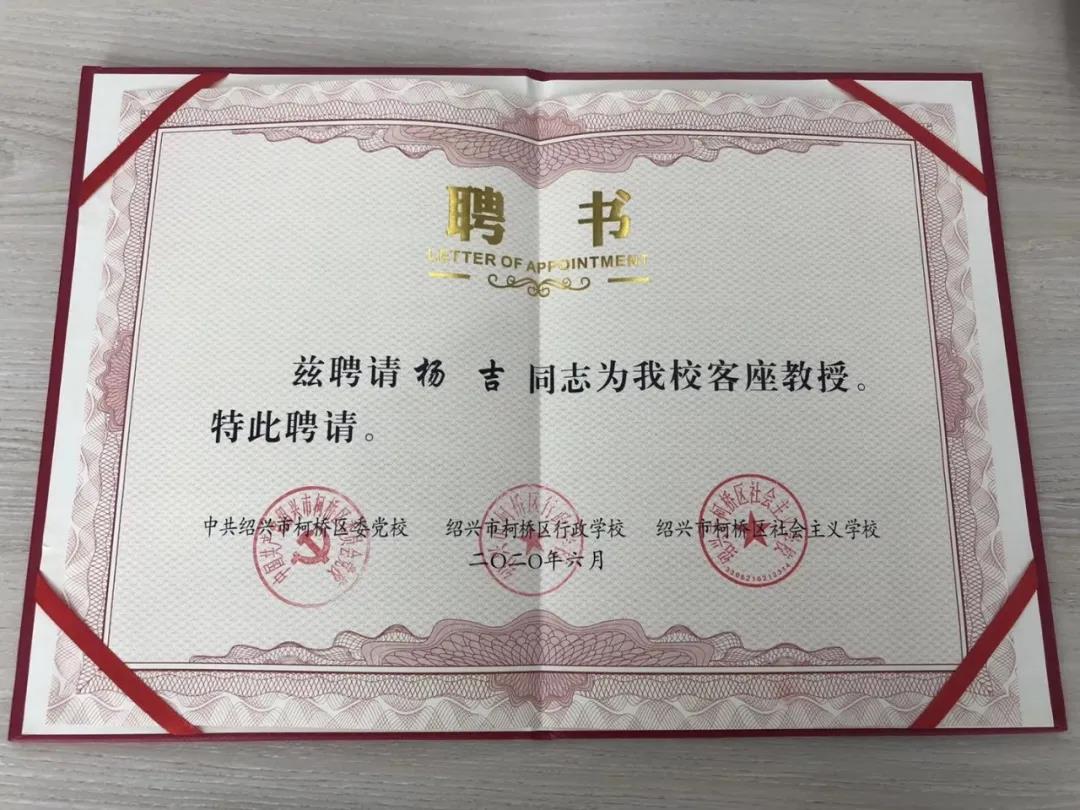 聘 书
LETTER OF APPOINTMENT
兹聘请 杨 吉 同志为我校客座教授。
特此聘请。
中共绍兴市柯桥区委党校 绍兴市柯桥区行政学校 绍兴市柯桥区社会主义学校
二〇二〇年六月